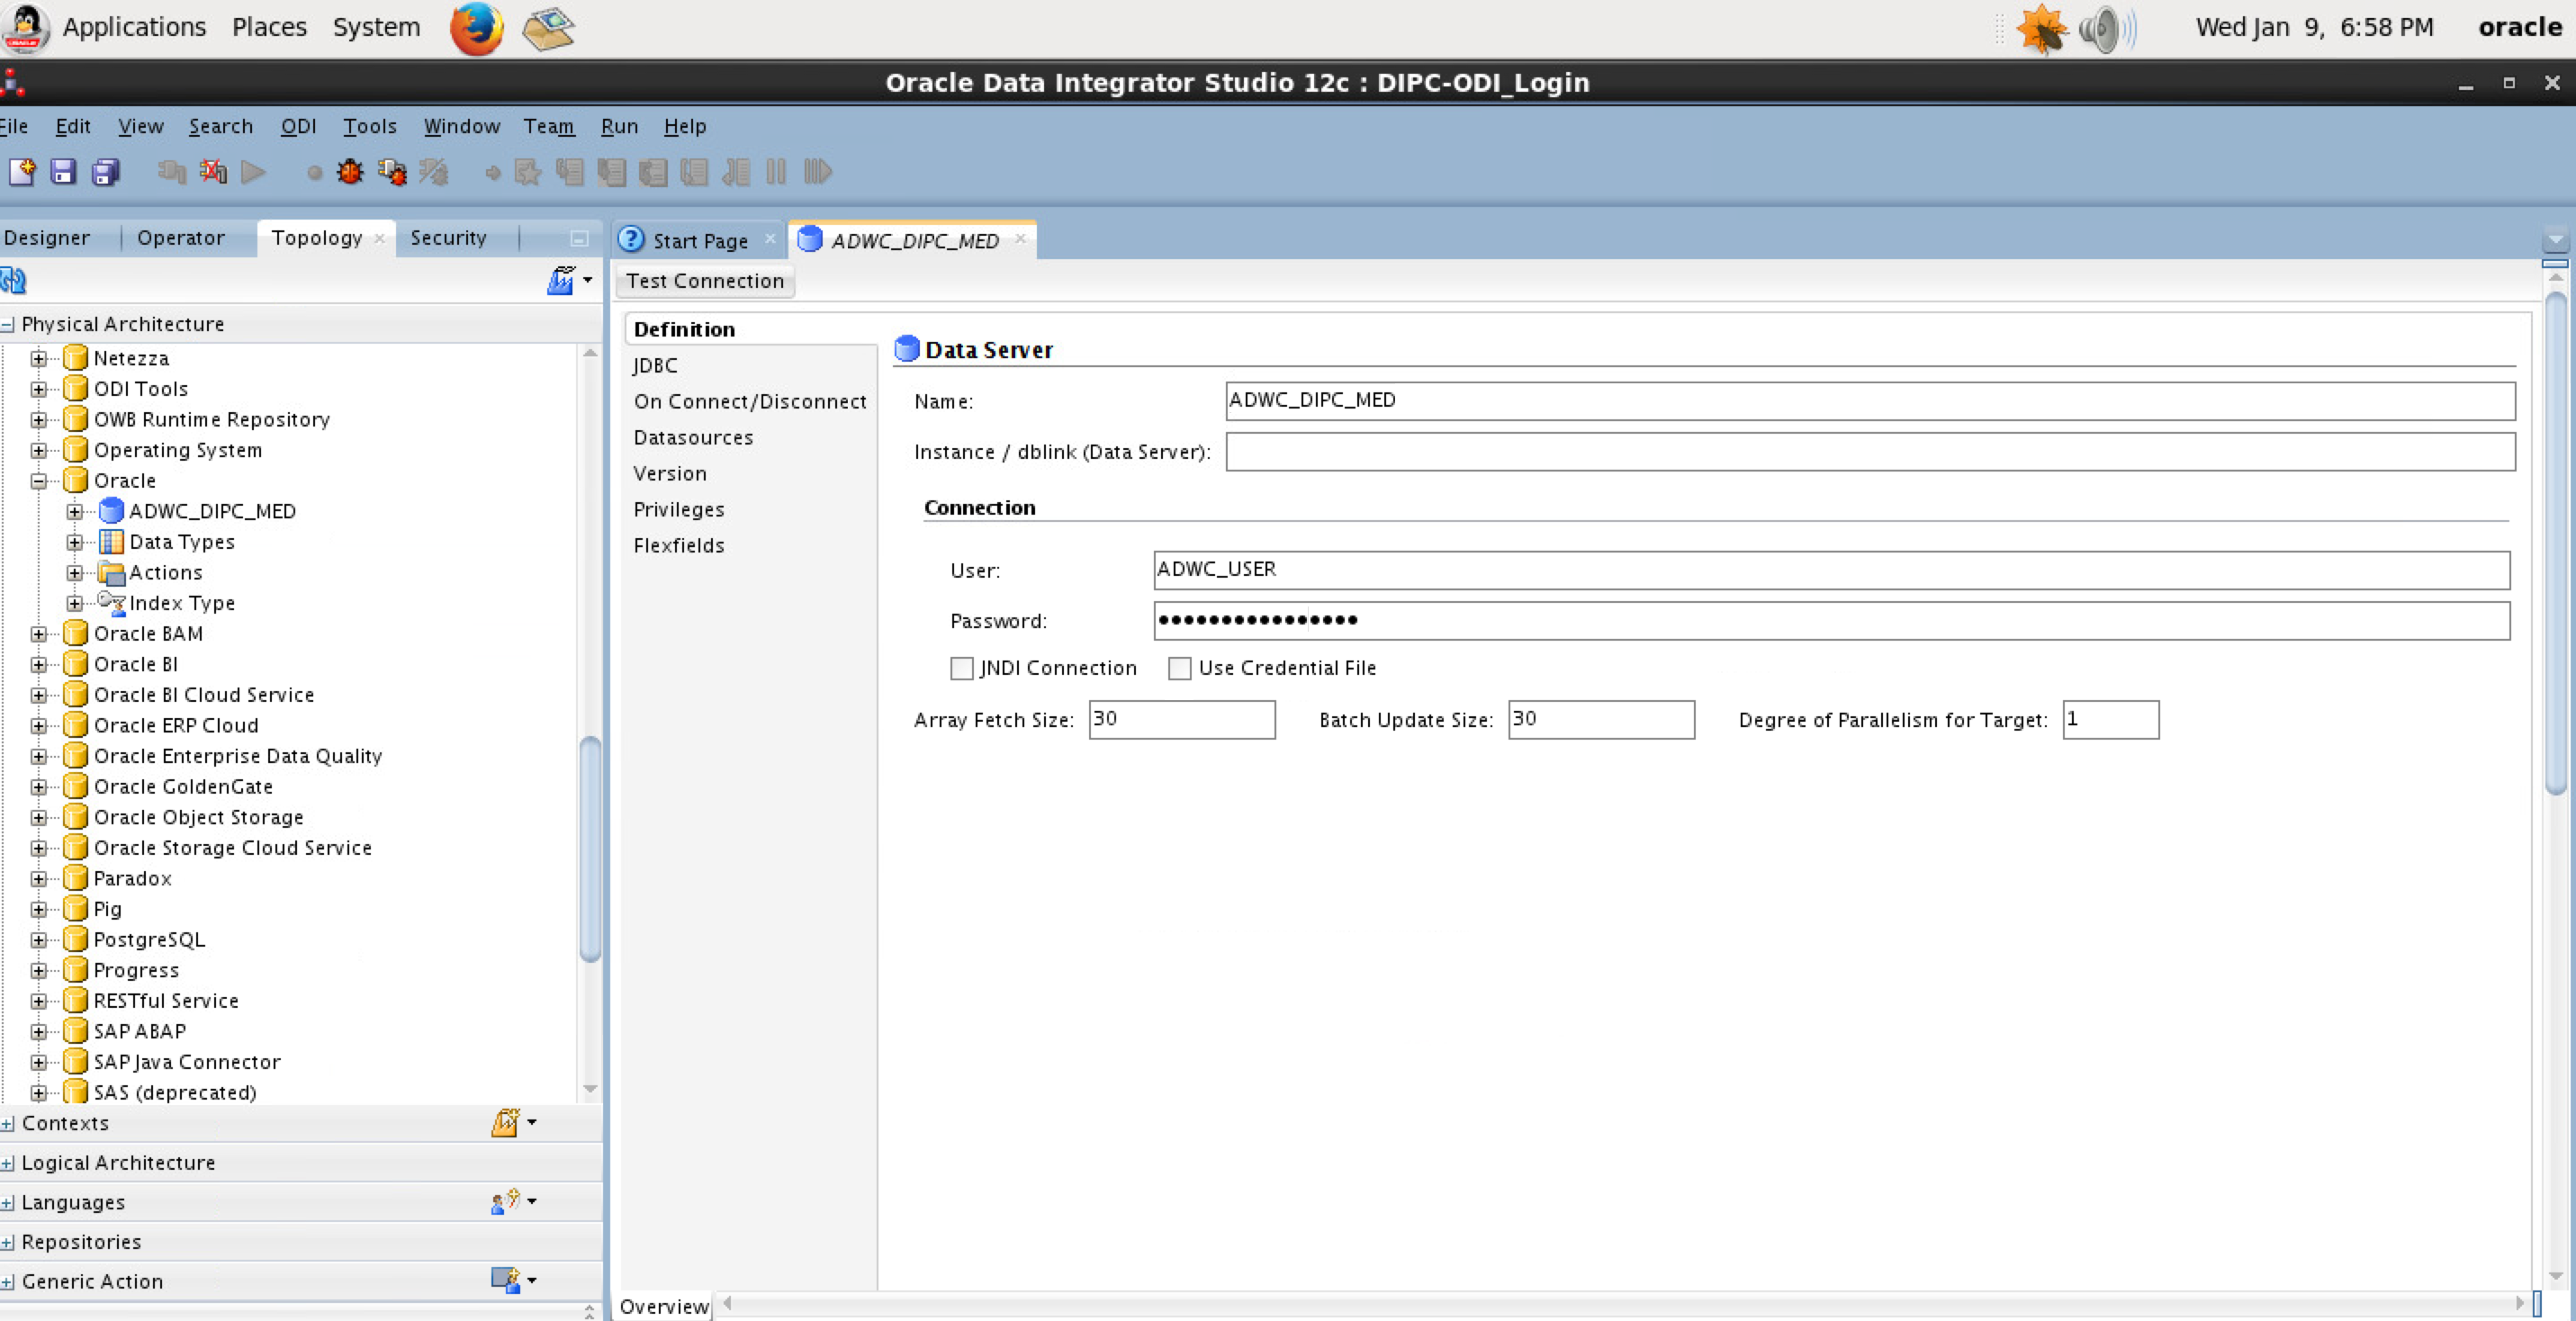 Applications Places System Wed Jan 9, 6:58 PM oracle
Oracle Data Integrator Studio 12c : DIPC-ODI_Login
File Edit View Search ODI Tools Window Team Run Help
Designer Operator Topology Security
Start Page ADWC_DIPC_MED
Test Connection
Physical Architecture
Netezza
ODI Tools
OWB Runtime Repository
Operating System
Oracle
ADWC_DIPC_MED
Data Types
Actions
Index Type
Oracle BAM
Oracle BI
Oracle BI Cloud Service
Oracle ERP Cloud
Oracle Enterprise Data Quality
Oracle GoldenGate
Oracle Object Storage
Oracle Storage Cloud Service
Paradox
Pig
PostgreSQL
Progress
RESTful Service
SAP ABAP
SAP Java Connector
SAS (deprecated)
Contexts
Logical Architecture
Languages
Repositories
Generic Action
Definition
JDBC
On Connect/Disconnect
Datasources
Version
Privileges
Flexfields
Data Server
Name: ADWC_DIPC_MED
Instance / dblink (Data Server):
Connection
User: ADWC_USER
Password: ••••••••••••••••
JNDI Connection Use Credential File
Array Fetch Size: 30 Batch Update Size: 30 Degree of Parallelism for Target: 1
Overview